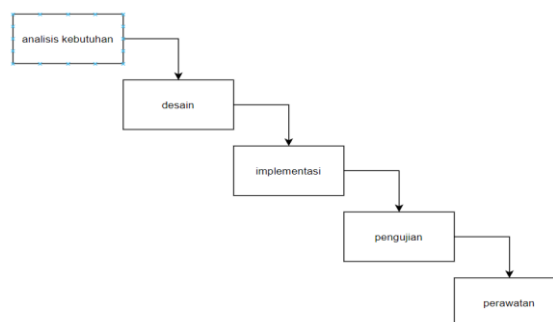 analisis kebutuhan
desain
implementasi
pengujian
perawatan